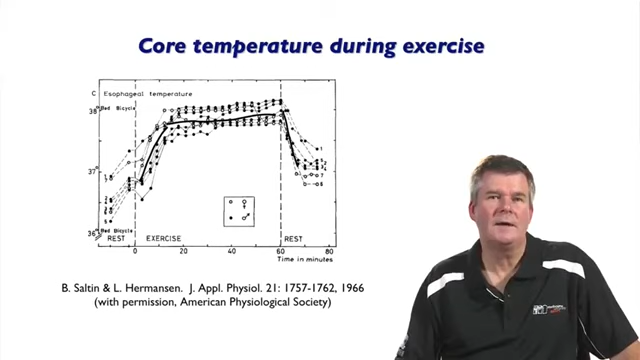 Core temperature during exercise
C Esophageal temperature
38
Bed Bicycle
37
36
Bed Bicycle
REST EXERCISE REST
0 20 40 60 80
Time in minutes
B. Saltin & L. Hermansen. J. Appl. Physiol. 21: 1757-1762, 1966
(with permission, American Physiological Society)